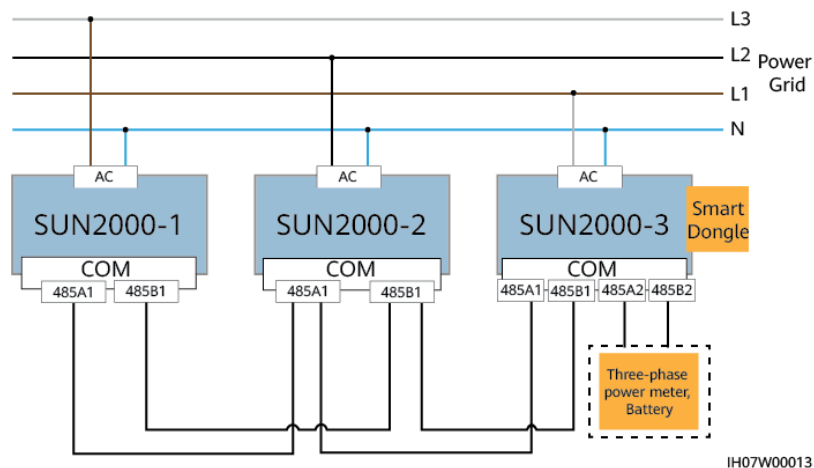 L3
L2
Power
Grid
L1
N
AC
AC
AC
SUN2000-1
SUN2000-2
SUN2000-3
Smart
Dongle
COM
COM
COM
485A1
485B1
485A1
485B1
485A1
485B1
485A2
485B2
Three-phase
power meter,
Battery
IH07W00013